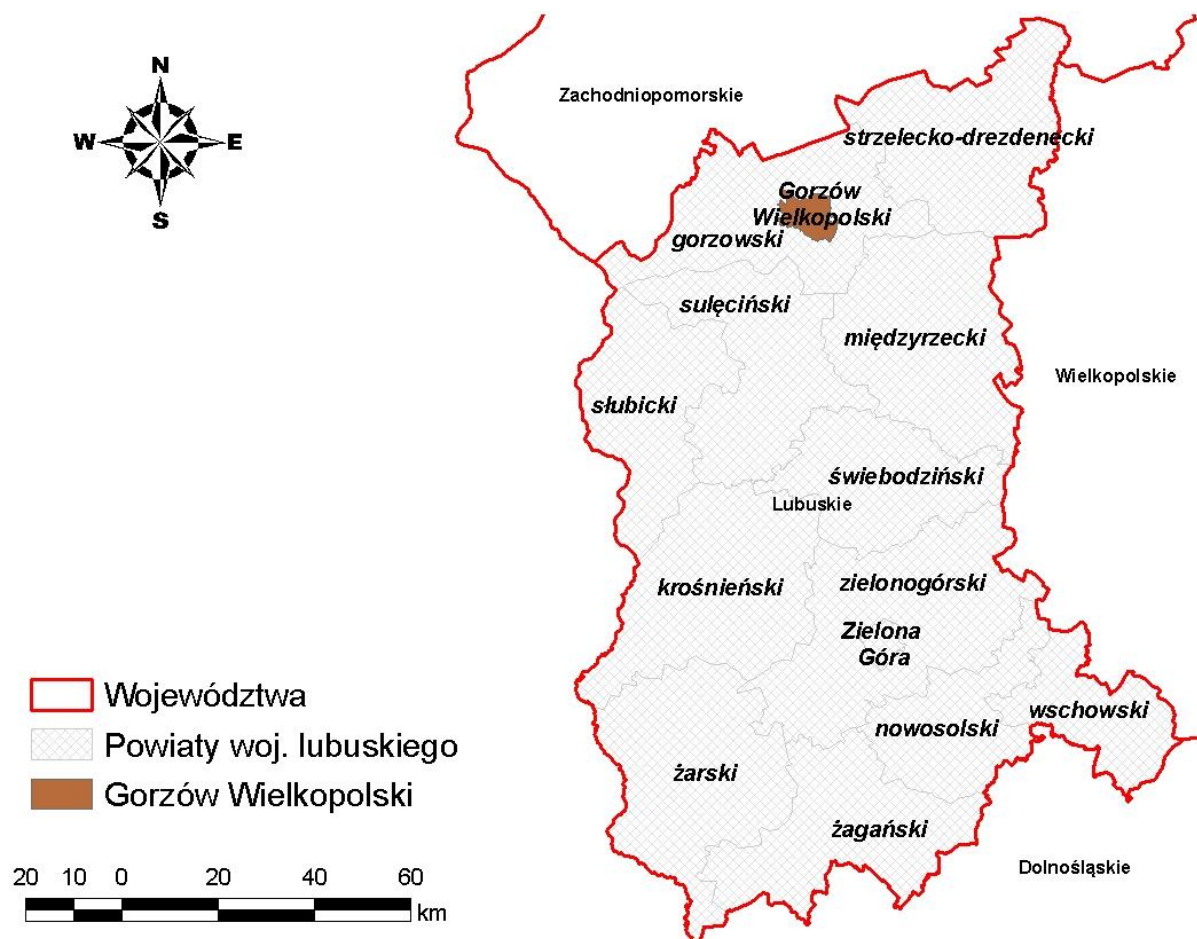 N
W
E
S
Zachodniopomorskie
strzelecko-drezdenecki
Gorzów
Wielkopolski
gorzowski
sulęciński
międzyrzecki
Wielkopolskie
słubicki
świebodziński
Lubuskie
krośnieński
zielonogórski
Zielona
Góra
wschowski
nowosolski
żarski
żagański
Dolnośląskie
Województwa
Powiaty woj. lubuskiego
Gorzów Wielkopolski
20 10 0 20 40 60
km